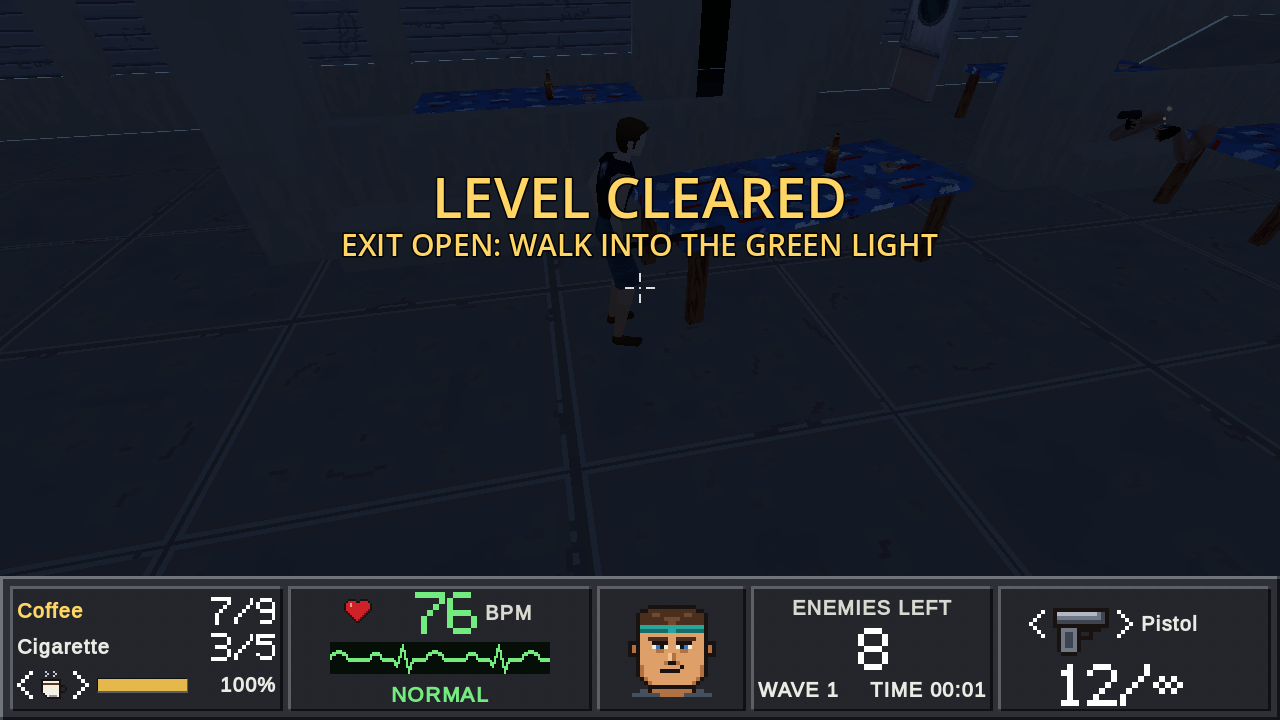 LEVEL CLEARED
EXIT OPEN: WALK INTO THE GREEN LIGHT
Coffee 7/9
Cigarette 3/5
100%
76 BPM
NORMAL
ENEMIES LEFT
8
WAVE 1 TIME 00:01
Pistol
12/∞